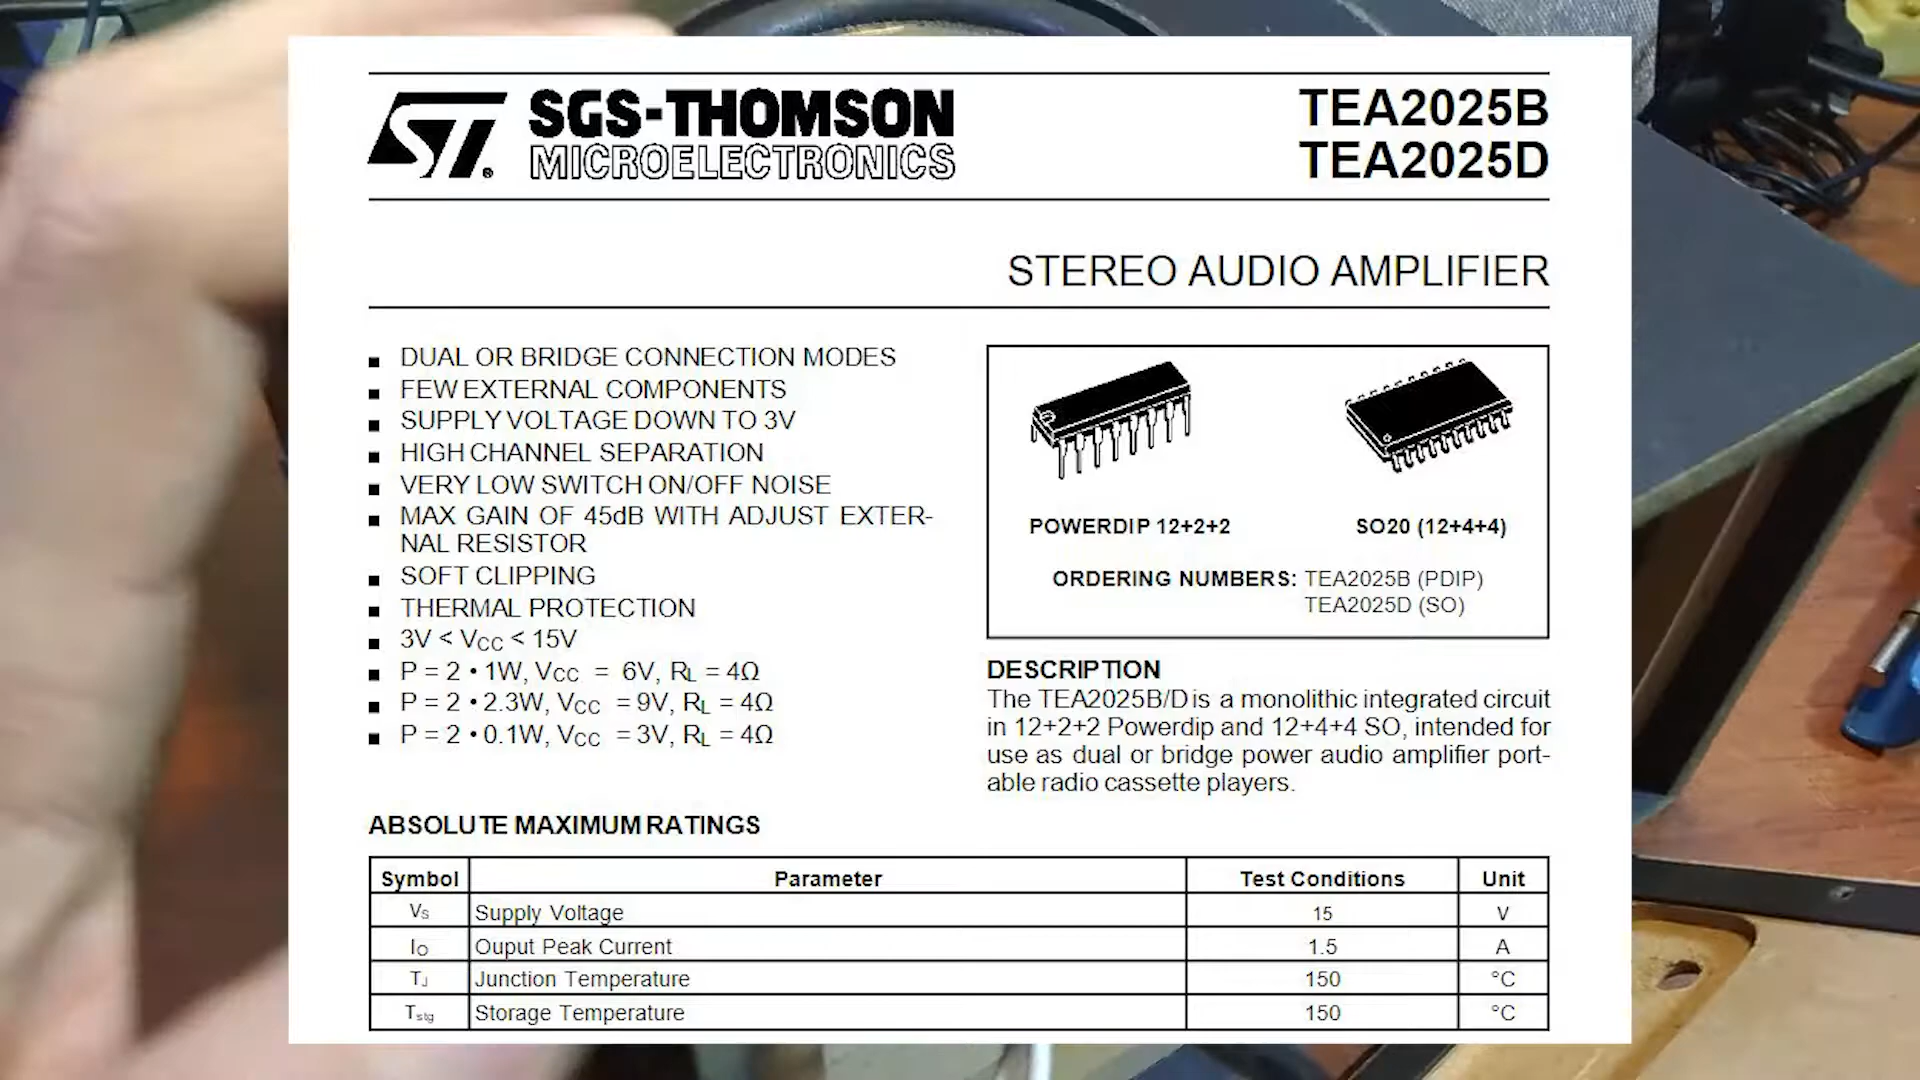 ST®
SGS-THOMSON
MICROELECTRONICS
TEA2025B
TEA2025D
STEREO AUDIO AMPLIFIER
■ DUAL OR BRIDGE CONNECTION MODES
■ FEW EXTERNAL COMPONENTS
■ SUPPLY VOLTAGE DOWN TO 3V
■ HIGH CHANNEL SEPARATION
■ VERY LOW SWITCH ON/OFF NOISE
■ MAX GAIN OF 45dB WITH ADJUST EXTER-
NAL RESISTOR
■ SOFT CLIPPING
■ THERMAL PROTECTION
■ 3V < VCC < 15V
■ P = 2 • 1W, VCC = 6V, RL = 4Ω
■ P = 2 • 2.3W, VCC = 9V, RL = 4Ω
■ P = 2 • 0.1W, VCC = 3V, RL = 4Ω
POWERDIP 12+2+2 SO20 (12+4+4)
ORDERING NUMBERS: TEA2025B (PDIP)
TEA2025D (SO)
DESCRIPTION
The TEA2025B/D is a monolithic integrated circuit
in 12+2+2 Powerdip and 12+4+4 SO, intended for
use as dual or bridge power audio amplifier port-
able radio cassette players.
ABSOLUTE MAXIMUM RATINGS
Symbol Parameter Test Conditions Unit
VS Supply Voltage 15 V
IO Ouput Peak Current 1.5 A
TJ Junction Temperature 150 °C
Tstg Storage Temperature 150 °C